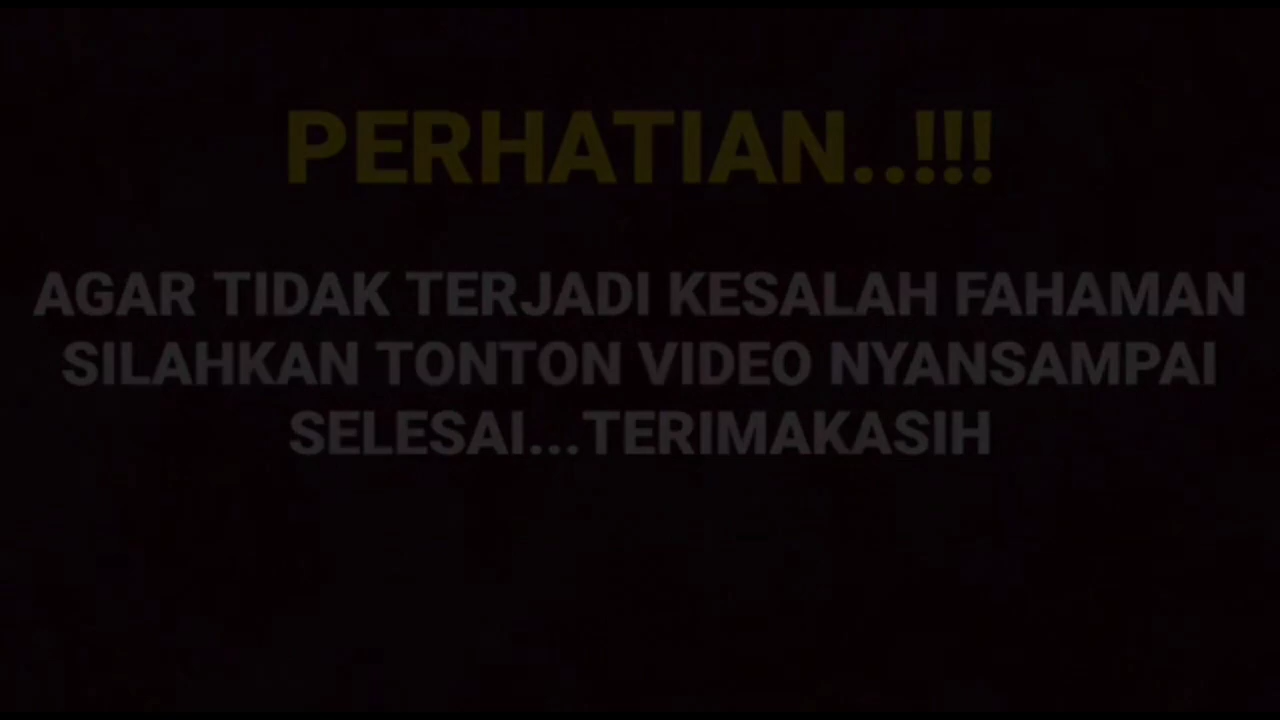 PERHATIAN..!!!
AGAR TIDAK TERJADI KESALAH FAHAMAN
SILAHKAN TONTON VIDEO NYANSAMPAI
SELESAI...TERIMAKASIH